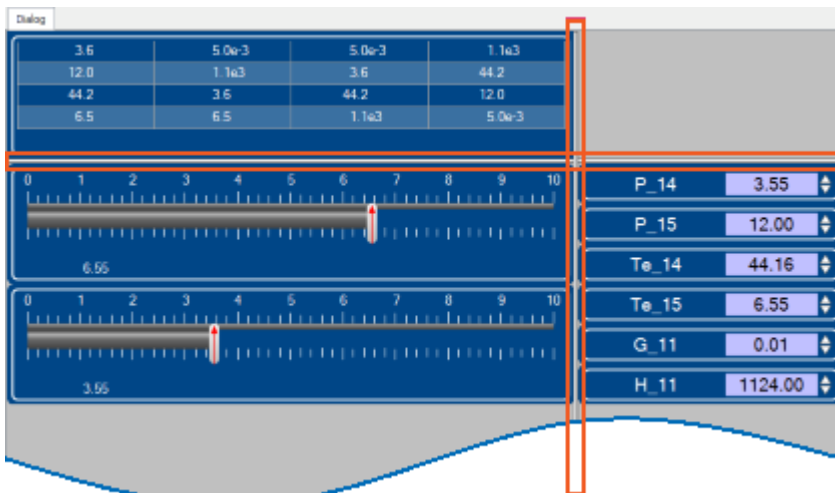 Dialog
3.6 5.0e-3 5.0e-3 1.1e3
12.0 1.1e3 3.6 44.2
44.2 3.6 44.2 12.0
6.5 6.5 1.1e3 5.0e-3
0 1 2 3 4 5 6 7 8 9 10
6.55
0 1 2 3 4 5 6 7 8 9 10
3.55
P_14 3.55
P_15 12.00
Te_14 44.16
Te_15 6.55
G_11 0.01
H_11 1124.00